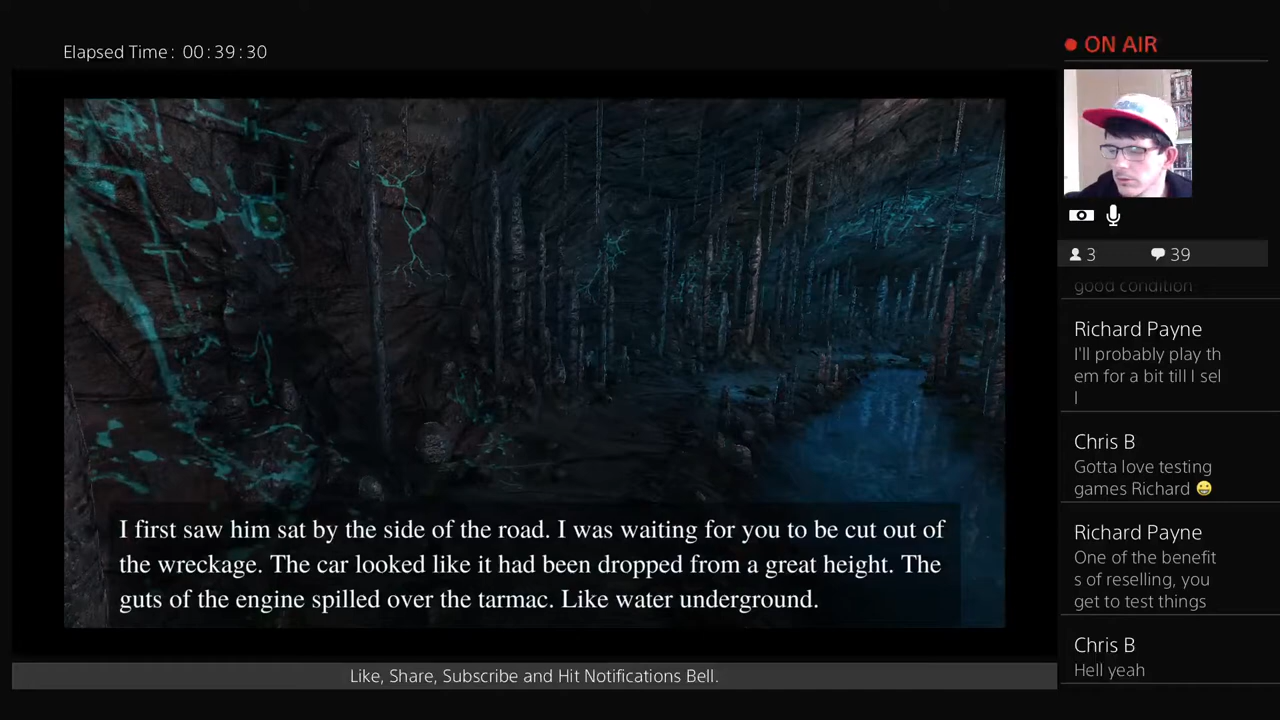 Elapsed Time: 00:39:30
ON AIR
3 39
good condition
Richard Payne
I'll probably play th
em for a bit till I sel
l
Chris B
Gotta love testing
games Richard 😀
Richard Payne
One of the benefit
s of reselling, you
get to test things
Chris B
Hell yeah
I first saw him sat by the side of the road. I was waiting for you to be cut out of
the wreckage. The car looked like it had been dropped from a great height. The
guts of the engine spilled over the tarmac. Like water underground.
Like, Share, Subscribe and Hit Notifications Bell.